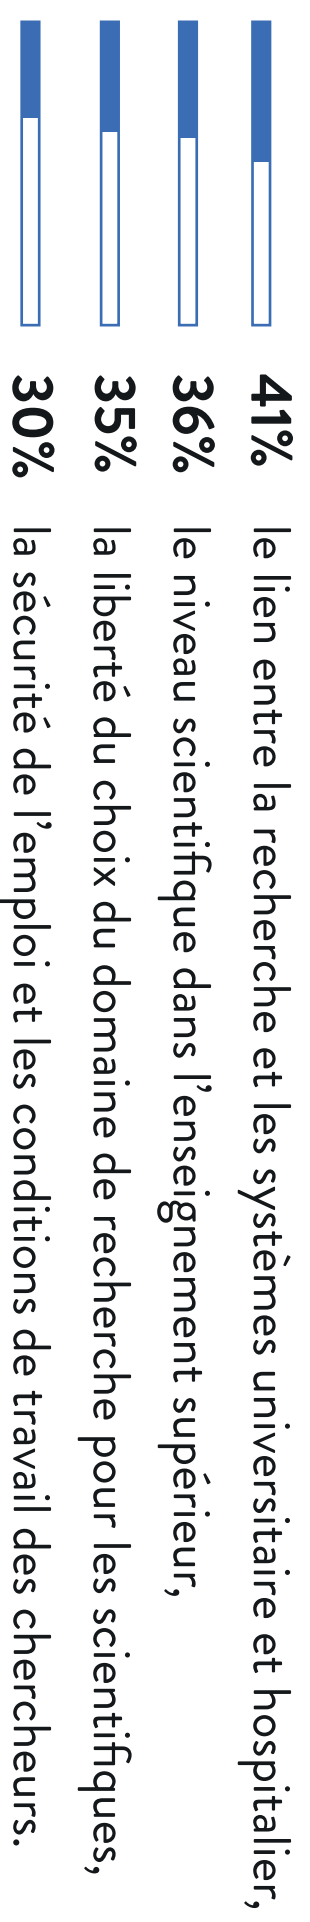 41% le lien entre la recherche et les systèmes universitaire et hospitalier,
36% le niveau scientifique dans l’enseignement supérieur,
35% la liberté du choix du domaine de recherche pour les scientifiques,
30% la sécurité de l’emploi et les conditions de travail des chercheurs.